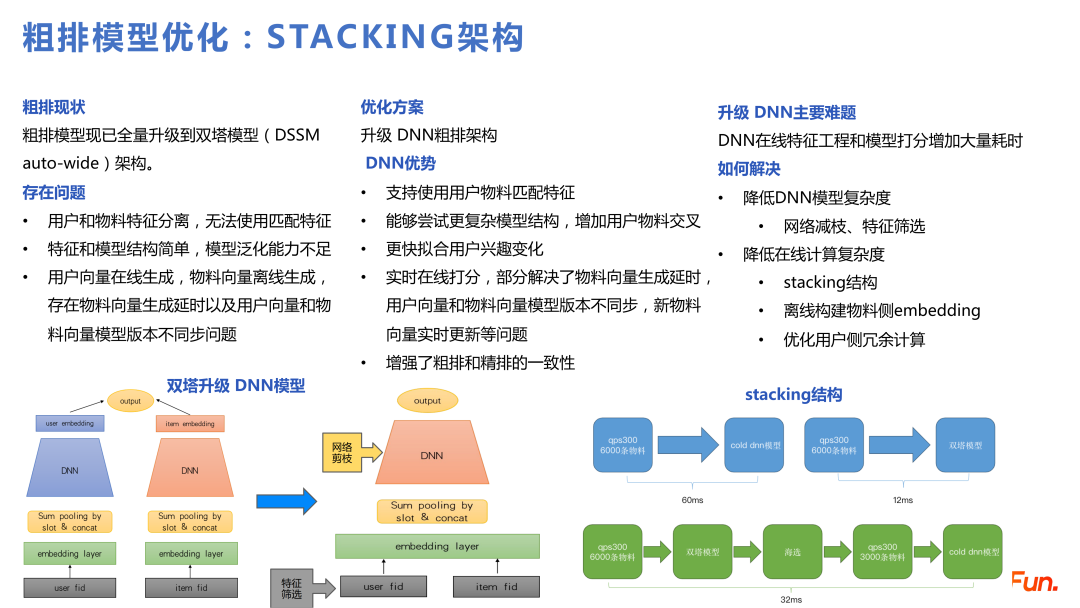 粗排模型优化：STACKING架构
粗排现状
粗排模型现已全量升级到双塔模型（DSSM
auto-wide）架构。
存在问题
• 用户和物料特征分离，无法使用匹配特征
• 特征和模型结构简单，模型泛化能力不足
• 用户向量在线生成，物料向量离线生成，
存在物料向量生成延时以及用户向量和物
料向量模型版本不同步问题
优化方案
升级 DNN粗排架构
DNN优势
• 支持使用用户物料匹配特征
• 能够尝试更复杂模型结构，增加用户物料交叉
• 更快拟合用户兴趣变化
• 实时在线打分，部分解决了物料向量生成延时，
用户向量和物料向量模型版本不同步，新物料
向量实时更新等问题
• 增强了粗排和精排的一致性
升级 DNN主要难题
DNN在线特征工程和模型打分增加大量耗时
如何解决
• 降低DNN模型复杂度
• 网络减枝、特征筛选
• 降低在线计算复杂度
• stacking结构
• 离线构建物料侧embedding
• 优化用户侧冗余计算
双塔升级 DNN模型
output
user embedding
item embedding
DNN
DNN
Sum pooling by
slot & concat
Sum pooling by
slot & concat
embedding layer
embedding layer
user fid
item fid
output
网络
剪枝
DNN
Sum pooling by
slot & concat
embedding layer
特征
筛选
user fid
item fid
stacking结构
qps300
6000条物料
cold dnn模型
qps300
6000条物料
双塔模型
60ms
12ms
qps300
6000条物料
双塔模型
海选
qps300
3000条物料
cold dnn模型
32ms
Fun.